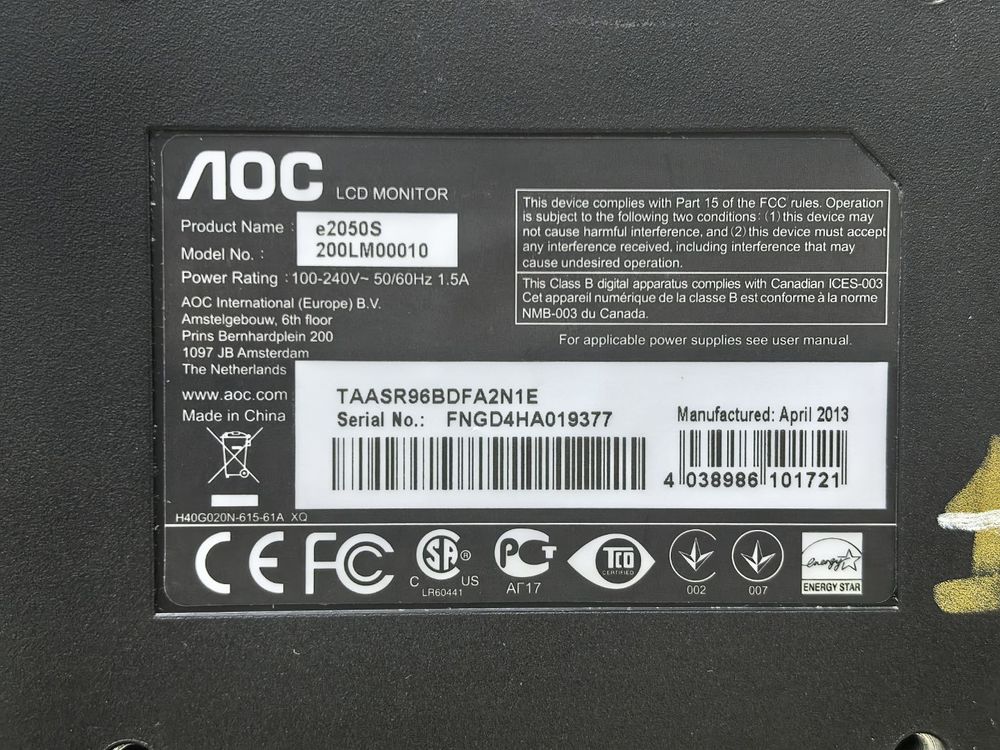 AOC LCD MONITOR
Product Name : e2050S
Model No. : 200LM00010
Power Rating : 100-240V~ 50/60Hz 1.5A
AOC International (Europe) B.V.
Amstelgebouw, 6th floor
Prins Bernhardplein 200
1097 JB Amsterdam
The Netherlands
www.aoc.com
Made in China
H40G020N-615-61A XQ
This device complies with Part 15 of the FCC rules. Operation
is subject to the following two conditions: (1) this device may
not cause harmful interference, and (2) this device must accept
any interference received, including interference that may
cause undesired operation.
This Class B digital apparatus complies with Canadian ICES-003
Cet appareil numérique de la classe B est conforme à la norme
NMB-003 du Canada.
For applicable power supplies see user manual.
TAASR96BDFA2N1E
Serial No.: FNGD4HA019377
Manufactured: April 2013
4 038986 101721
CE FC SA ® C US LR60441
PCT АГ17
TCO CERTIFIED
002
007
energy
ENERGY STAR